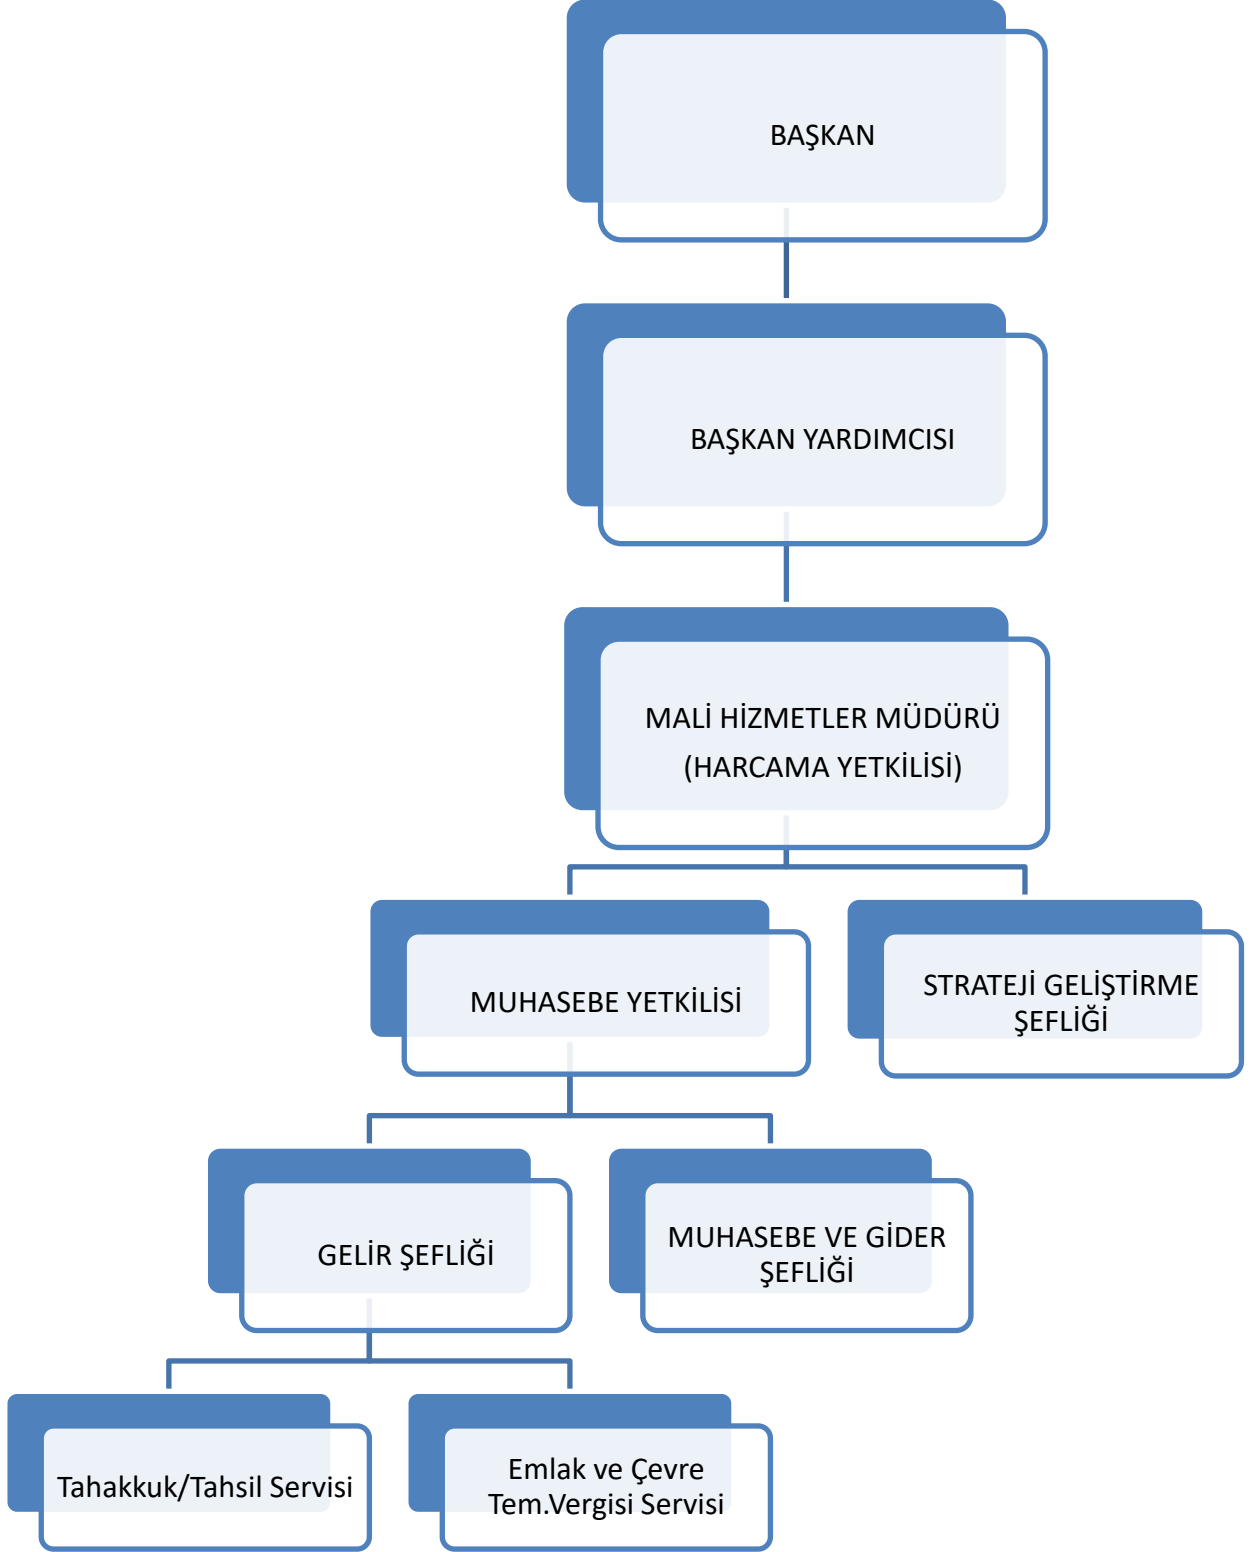 BAŞKAN
BAŞKAN YARDIMCISI
MALİ HİZMETLER MÜDÜRÜ
(HARCAMA YETKİLİSİ)
MUHASEBE YETKİLİSİ
STRATEJİ GELİŞTİRME
ŞEFLİĞİ
GELİR ŞEFLİĞİ
MUHASEBE VE GİDER
ŞEFLİĞİ
Tahakkuk/Tahsil Servisi
Emlak ve Çevre
Tem.Vergisi Servisi